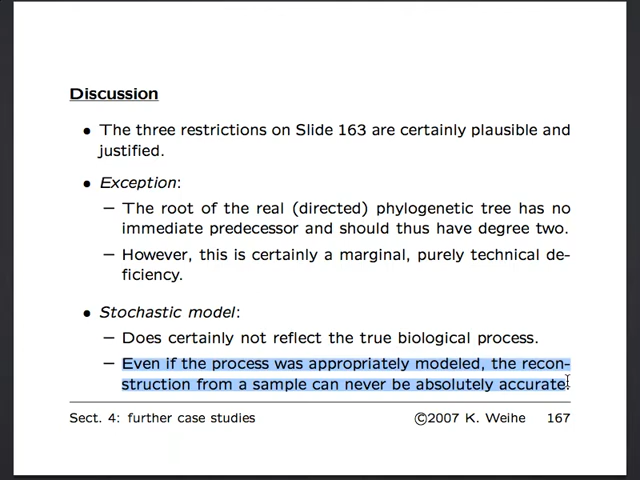 Discussion
• The three restrictions on Slide 163 are certainly plausible and
justified.
• Exception:
– The root of the real (directed) phylogenetic tree has no
immediate predecessor and should thus have degree two.
– However, this is certainly a marginal, purely technical de-
ficiency.
• Stochastic model:
– Does certainly not reflect the true biological process.
– Even if the process was appropriately modeled, the recon-
struction from a sample can never be absolutely accurate.
Sect. 4: further case studies ©2007 K. Weihe 167